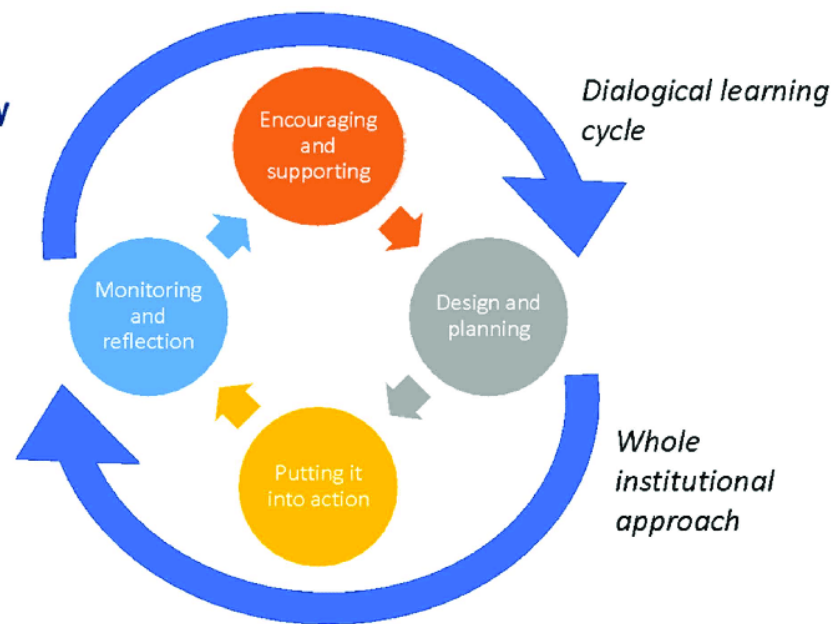 Dialogical learning
cycle
Encouraging
and
supporting
Monitoring
and
reflection
Design and
planning
Putting it
into action
Whole
institutional
approach